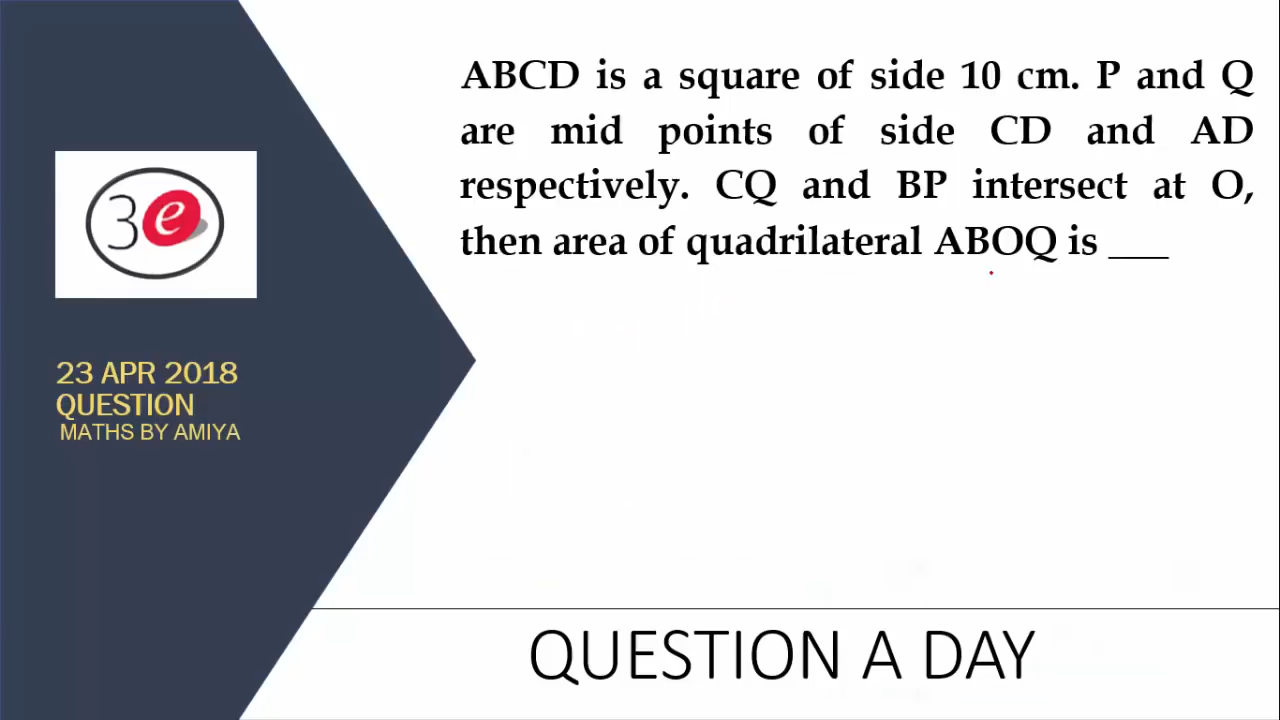 ABCD is a square of side 10 cm. P and Q
are mid points of side CD and AD
respectively. CQ and BP intersect at O,
then area of quadrilateral ABOQ is ___
3e
23 APR 2018
QUESTION
MATHS BY AMIYA
QUESTION A DAY